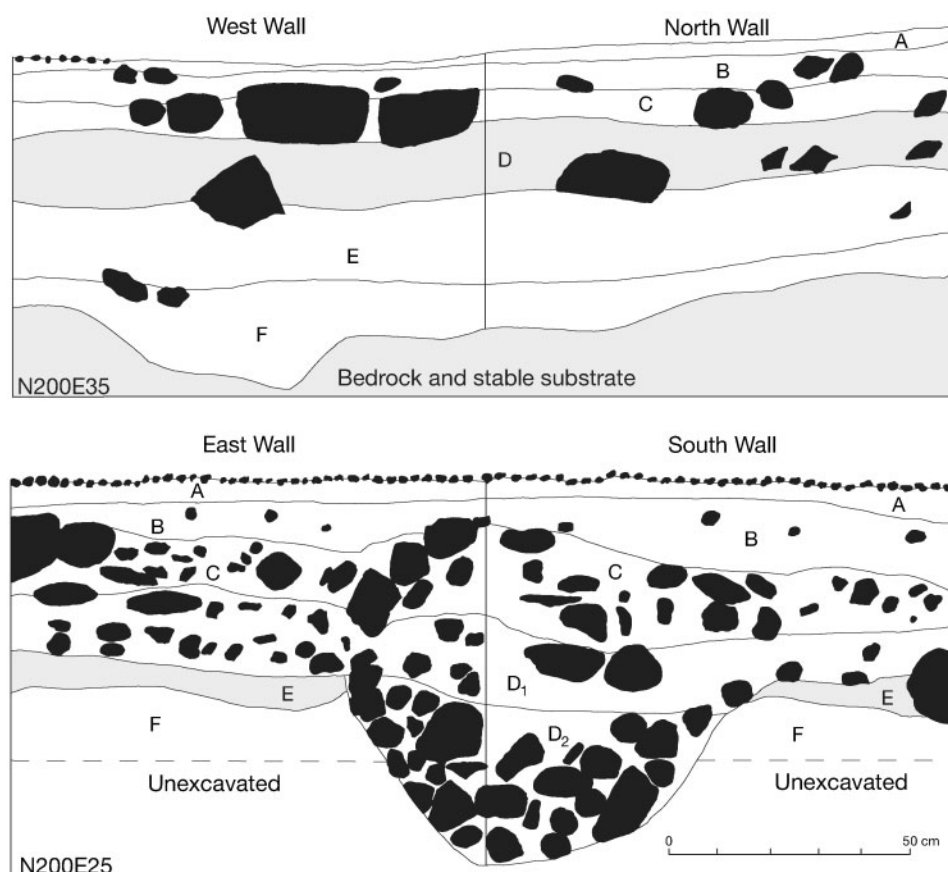 West Wall
North Wall
A
B
C
D
E
F
Bedrock and stable substrate
N200E35
East Wall
South Wall
A
A
B
B
C
C
D₁
E
E
D₂
F
F
Unexcavated
Unexcavated
0
50 cm
N200E25